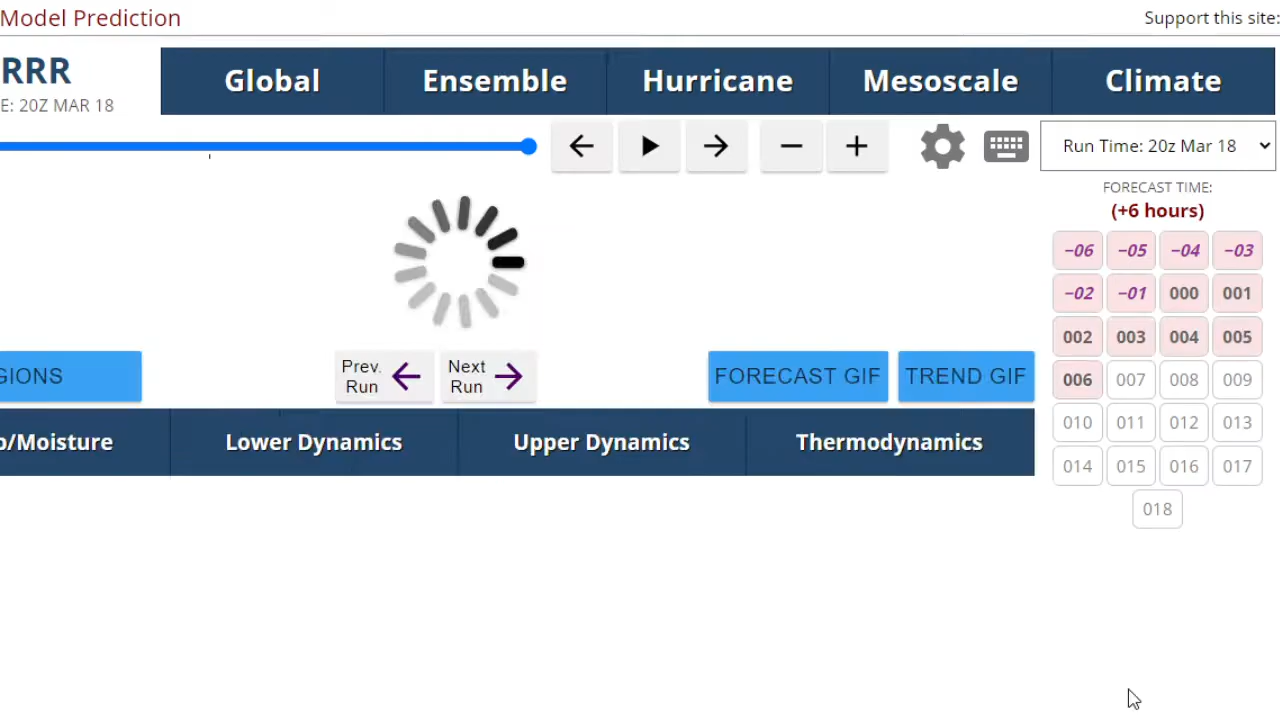 Model Prediction
Support this site:
RRR
E: 20Z MAR 18
Global
Ensemble
Hurricane
Mesoscale
Climate
Run Time: 20z Mar 18
FORECAST TIME:
(+6 hours)
−06 −05 −04 −03
−02 −01 000 001
002 003 004 005
006 007 008 009
010 011 012 013
014 015 016 017
018
GIONS
Prev.
Run
Next
Run
FORECAST GIF
TREND GIF
/Moisture
Lower Dynamics
Upper Dynamics
Thermodynamics